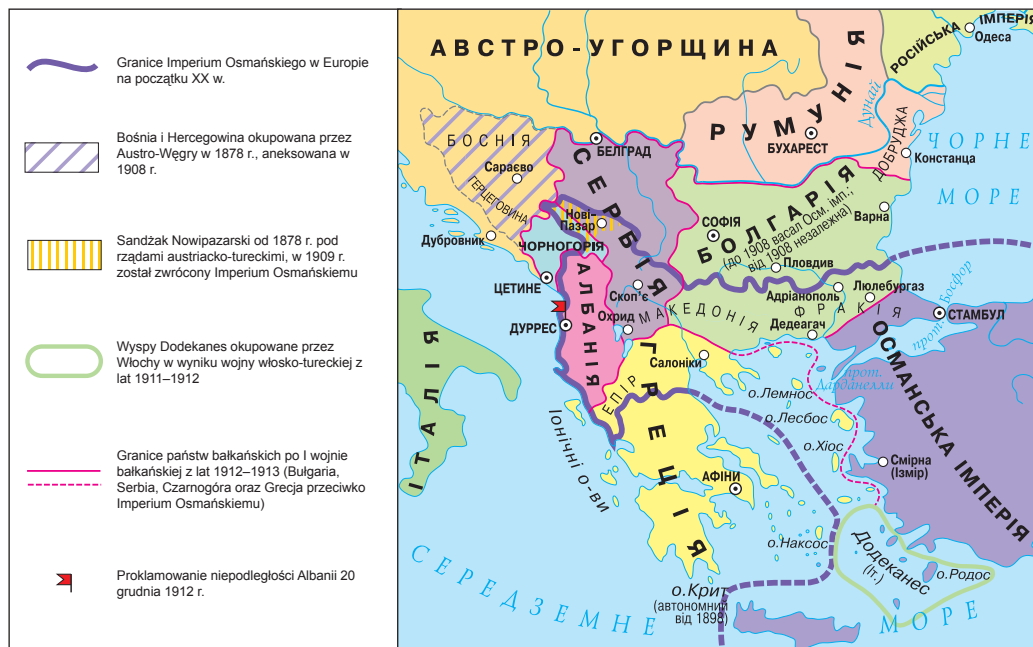 Granice Imperium Osmańskiego w Europie
na początku XX w.
Bośnia i Hercegowina okupowana przez
Austro-Węgry w 1878 r., aneksowana w
1908 r.
Sandżak Nowipazarski od 1878 r. pod
rządami austriacko-tureckimi, w 1909 r.
został zwrócony Imperium Osmańskiemu
Wyspy Dodekanes okupowane przez
Włochy w wyniku wojny włosko-tureckiej z
lat 1911–1912
Granice państw bałkańskich po I wojnie
bałkańskiej z lat 1912–1913 (Bułgaria,
Serbia, Czarnogóra oraz Grecja przeciwko
Imperium Osmańskiemu)
Proklamowanie niepodległości Albanii 20
grudnia 1912 r.
АВСТРО-УГОРЩИНА
РОСІЙСЬКА ІМПЕРІЯ
Одеса
РУМУНІЯ
БУХАРЕСТ
Дунай
ДОБРУДЖА
Констанца
ЧОРНЕ
МОРЕ
БОСНІЯ
Сараєво
ГЕРЦЕГОВИНА
БЕЛГРАД
СЕРБІЯ
Нові-
Пазар
Дубровник
ЧОРНОГОРІЯ
ЦЕТИНЕ
СОФІЯ
БОЛГАРІЯ
(до 1908 васал Осм. імп.;
від 1908 незалежна)
Варна
Пловдив
Адріанополь
Люлебургаз
прот. Босфор
СТАМБУЛ
Скоп'є
Охрид
МАКЕДОНІЯ
ФРАКІЯ
Дедеагач
АЛБАНІЯ
ДУРРЕС
ІТАЛІЯ
Салоніки
ЕПІР
ГРЕЦІЯ
прот.
Дарданелли
о.Лемнос
о.Лесбос
о.Хіос
Смірна
(Ізмір)
ОСМАНСЬКА ІМПЕРІЯ
Іонічні о-ви
АФІНИ
о.Наксос
Додеканес
(Іт.)
о.Родос
о.Крит
(автономний
від 1898)
СЕРЕДЗЕМНЕ МОРЕ